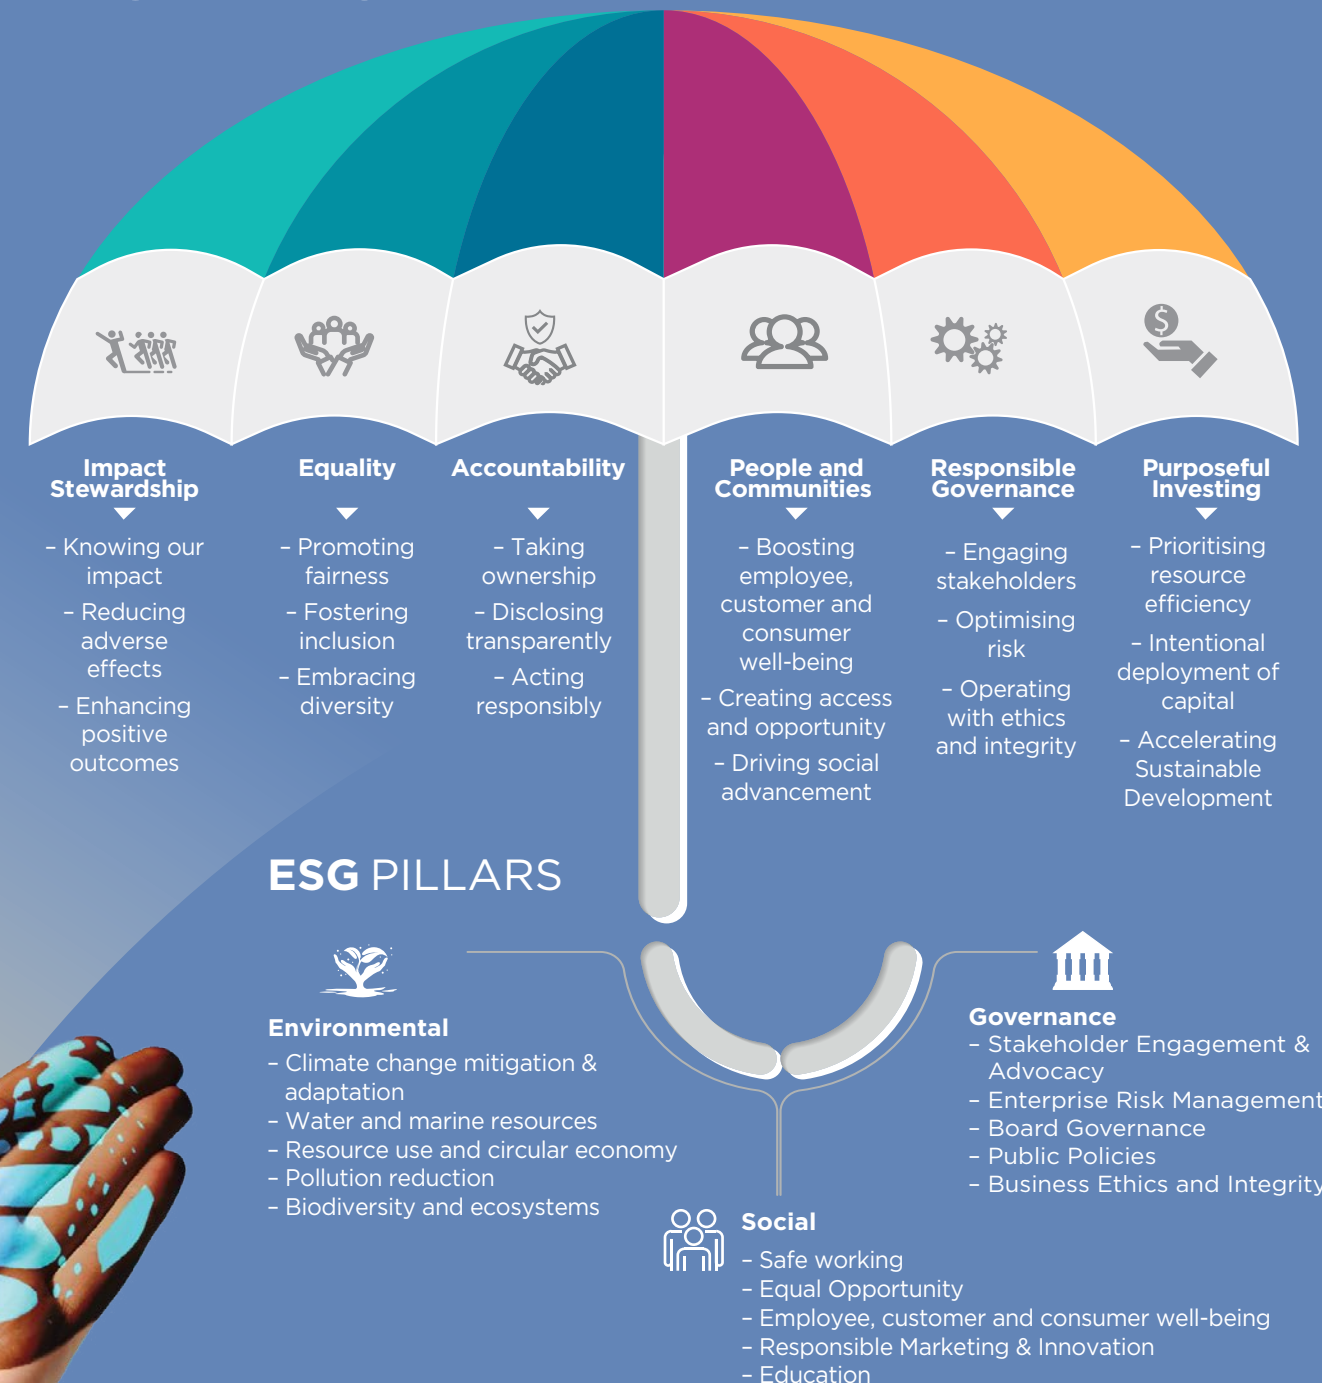 Impact
Stewardship
– Knowing our
impact
– Reducing
adverse
effects
– Enhancing
positive
outcomes
Equality
– Promoting
fairness
– Fostering
inclusion
– Embracing
diversity
Accountability
– Taking
ownership
– Disclosing
transparently
– Acting
responsibly
People and
Communities
– Boosting
employee,
customer and
consumer
well-being
– Creating access
and opportunity
– Driving social
advancement
Responsible
Governance
– Engaging
stakeholders
– Optimising
risk
– Operating
with ethics
and integrity
Purposeful
Investing
– Prioritising
resource
efficiency
– Intentional
deployment of
capital
– Accelerating
Sustainable
Development
$
ESG PILLARS
Environmental
– Climate change mitigation &
adaptation
– Water and marine resources
– Resource use and circular economy
– Pollution reduction
– Biodiversity and ecosystems
Governance
– Stakeholder Engagement &
Advocacy
– Enterprise Risk Management
– Board Governance
– Public Policies
– Business Ethics and Integrity
Social
– Safe working
– Equal Opportunity
– Employee, customer and consumer well-being
– Responsible Marketing & Innovation
– Education